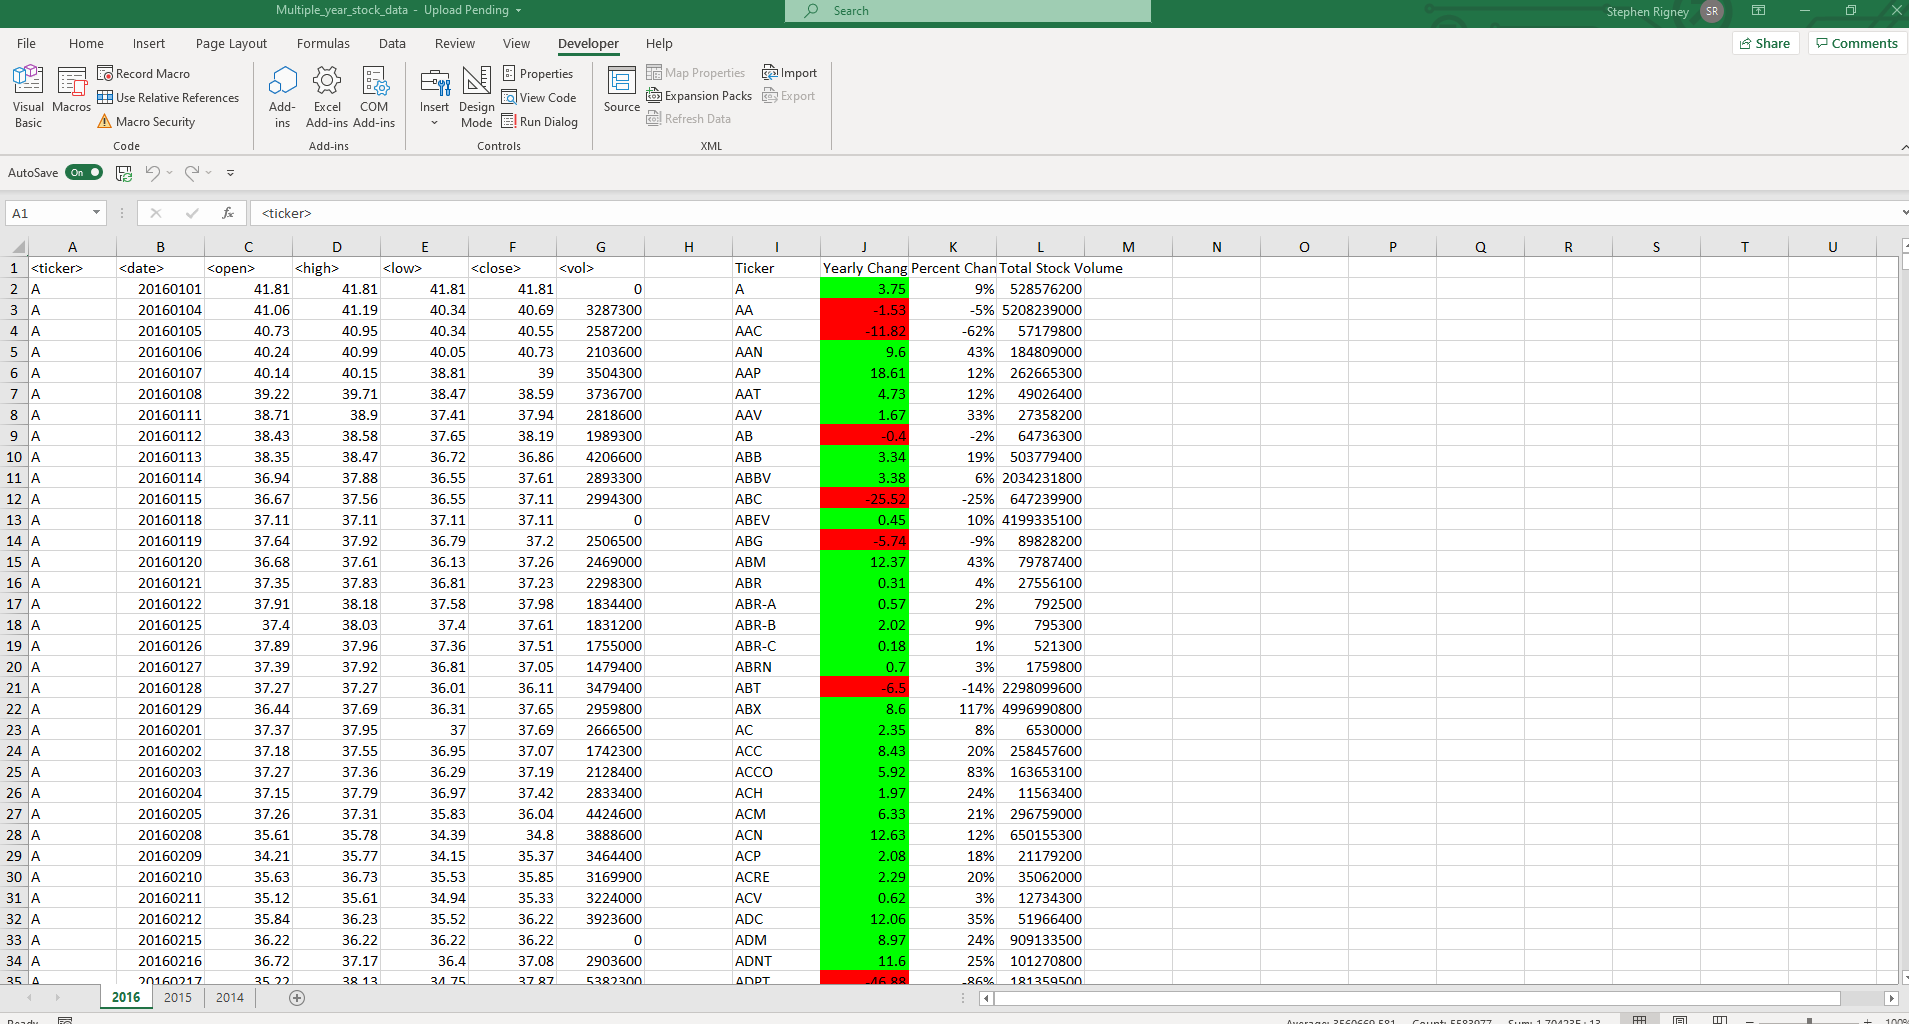 Multiple_year_stock_data - Upload Pending
Search
Stephen Rigney SR
File Home Insert Page Layout Formulas Data Review View Developer Help
Share Comments
Visual Basic
Macros
Record Macro
Use Relative References
Macro Security
Code
Add-ins
Excel Add-ins
COM Add-ins
Add-ins
Insert
Design Mode
Properties
View Code
Run Dialog
Controls
Source
Map Properties
Expansion Packs
Refresh Data
Import
Export
XML
AutoSave On
A1 fx <ticker>
A B C D E F G H I J K L M N O P Q R S T U
1 <ticker> <date> <open> <high> <low> <close> <vol> Ticker Yearly Chang Percent Chan Total Stock Volume
2 A 20160101 41.81 41.81 41.81 41.81 0 A 3.75 9% 528576200
3 A 20160104 41.06 41.19 40.34 40.69 3287300 AA -1.53 -5% 5208239000
4 A 20160105 40.73 40.95 40.34 40.55 2587200 AAC -11.82 -62% 57179800
5 A 20160106 40.24 40.99 40.05 40.73 2103600 AAN 9.6 43% 184809000
6 A 20160107 40.14 40.15 38.81 39 3504300 AAP 18.61 12% 262665300
7 A 20160108 39.22 39.71 38.47 38.59 3736700 AAT 4.73 12% 49026400
8 A 20160111 38.71 38.9 37.41 37.94 2818600 AAV 1.67 33% 27358200
9 A 20160112 38.43 38.58 37.65 38.19 1989300 AB -0.4 -2% 64736300
10 A 20160113 38.35 38.47 36.72 36.86 4206600 ABB 3.34 19% 503779400
11 A 20160114 36.94 37.88 36.55 37.61 2893300 ABBV 3.38 6% 2034231800
12 A 20160115 36.67 37.56 36.55 37.11 2994300 ABC -25.52 -25% 647239900
13 A 20160118 37.11 37.11 37.11 37.11 0 ABEV 0.45 10% 4199335100
14 A 20160119 37.64 37.92 36.79 37.2 2506500 ABG -5.74 -9% 89828200
15 A 20160120 36.68 37.61 36.13 37.26 2469000 ABM 12.37 43% 79787400
16 A 20160121 37.35 37.83 36.81 37.23 2298300 ABR 0.31 4% 27556100
17 A 20160122 37.91 38.18 37.58 37.98 1834400 ABR-A 0.57 2% 792500
18 A 20160125 37.4 38.03 37.4 37.61 1831200 ABR-B 2.02 9% 795300
19 A 20160126 37.89 37.96 37.36 37.51 1755000 ABR-C 0.18 1% 521300
20 A 20160127 37.39 37.92 36.81 37.05 1479400 ABRN 0.7 3% 1759800
21 A 20160128 37.27 37.27 36.01 36.11 3479400 ABT -6.5 -14% 2298099600
22 A 20160129 36.44 37.69 36.31 37.65 2959800 ABX 8.6 117% 4996990800
23 A 20160201 37.37 37.95 37 37.69 2666500 AC 2.35 8% 6530000
24 A 20160202 37.18 37.55 36.95 37.07 1742300 ACC 8.43 20% 258457600
25 A 20160203 37.27 37.36 36.29 37.19 2128400 ACCO 5.92 83% 163653100
26 A 20160204 37.15 37.79 36.97 37.42 2833400 ACH 1.97 24% 11563400
27 A 20160205 37.26 37.31 35.83 36.04 4424600 ACM 6.33 21% 296759000
28 A 20160208 35.61 35.78 34.39 34.8 3888600 ACN 12.63 12% 650155300
29 A 20160209 34.21 35.77 34.15 35.37 3464400 ACP 2.08 18% 21179200
30 A 20160210 35.63 36.73 35.53 35.85 3169900 ACRE 2.29 20% 35062000
31 A 20160211 35.12 35.61 34.94 35.33 3224000 ACV 0.62 3% 12734300
32 A 20160212 35.84 36.23 35.52 36.22 3923600 ADC 12.06 35% 51966400
33 A 20160215 36.22 36.22 36.22 36.22 0 ADM 8.97 24% 909133500
34 A 20160216 36.72 37.17 36.4 37.08 2903600 ADNT 11.6 25% 101270800
35 A 20160217 35.22 38.13 34.75 37.87 5382300 ADPT -46.88 -86% 181359500
2016 2015 2014
Ready Average: 3560669.581 Count: 5583977 Sum: 1.70423E+13 100%